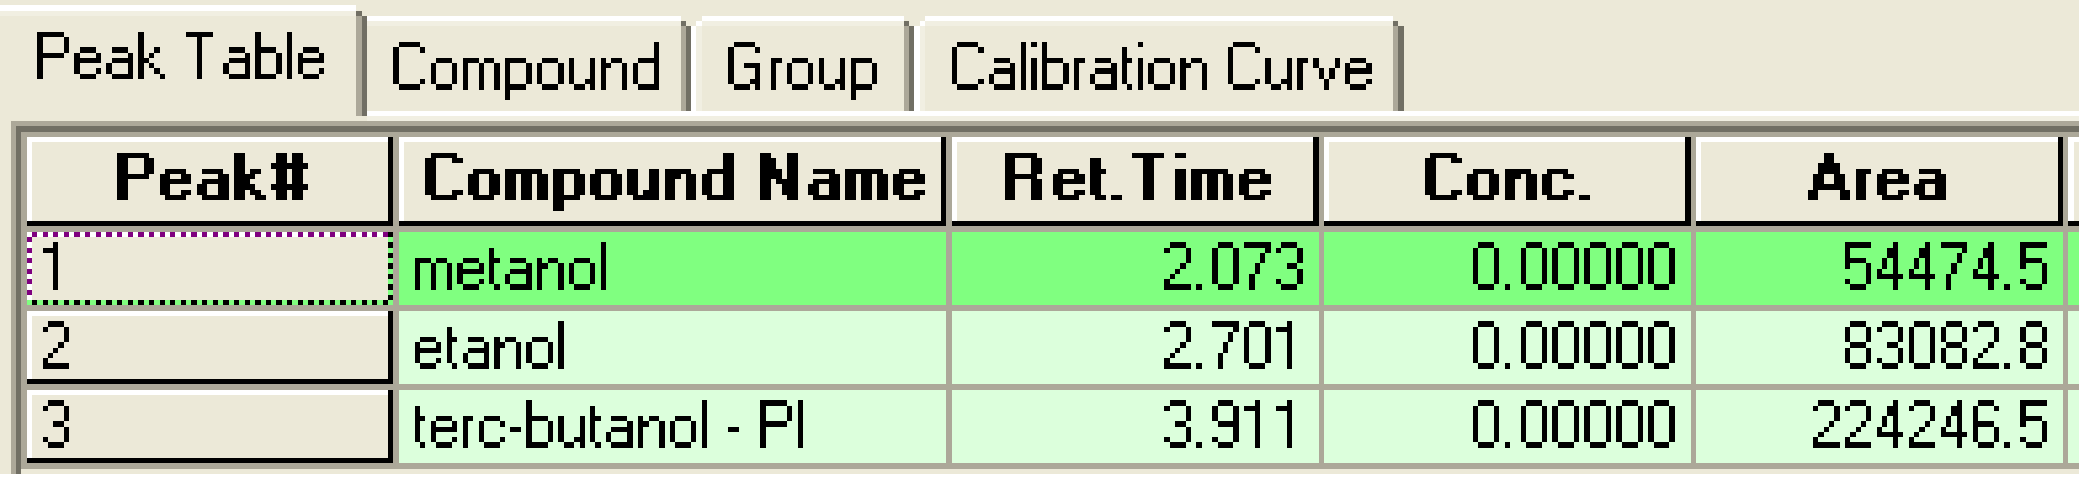 Peak Table Compound Group Calibration Curve
Peak# Compound Name Ret.Time Conc. Area
1 metanol 2.073 0.00000 54474.5
2 etanol 2.701 0.00000 83082.8
3 terc-butanol - PI 3.911 0.00000 224246.5